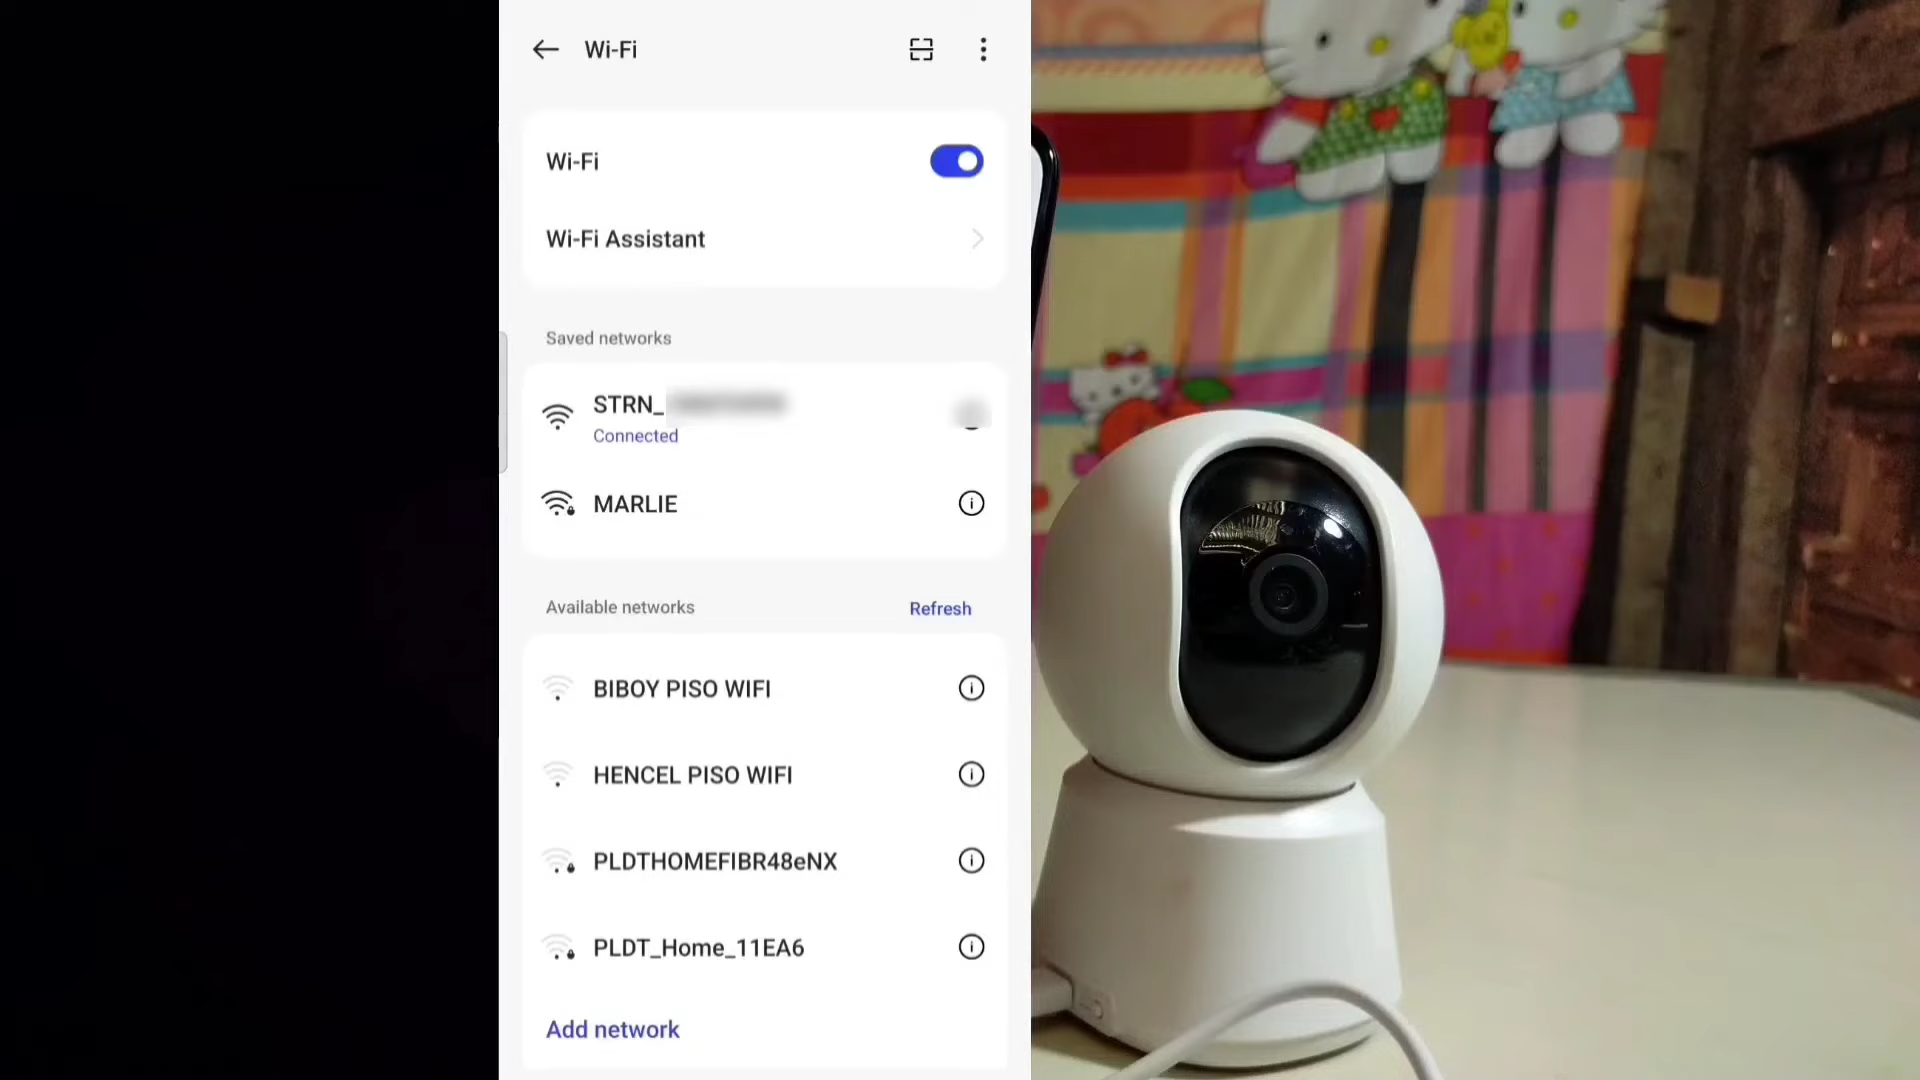 Wi-Fi
Wi-Fi
Wi-Fi Assistant
Saved networks
STRN_
Connected
MARLIE
Available networks
Refresh
BIBOY PISO WIFI
HENCEL PISO WIFI
PLDTHOMEFIBR48eNX
PLDT_Home_11EA6
Add network